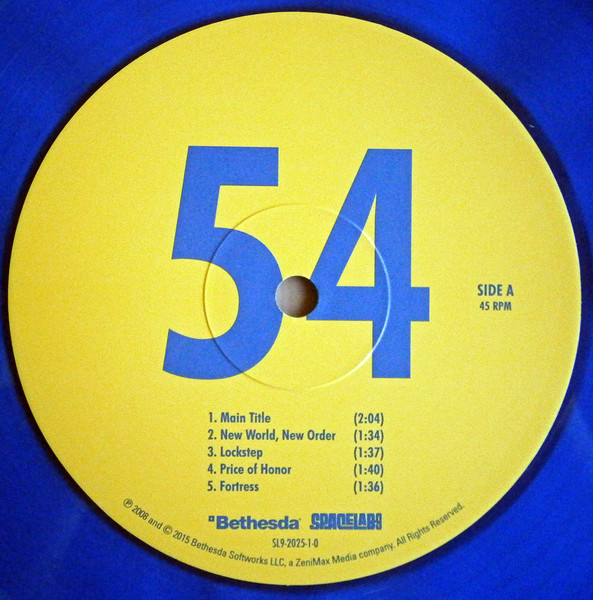 54
SIDE A
45 RPM
1. Main Title (2:04)
2. New World, New Order (1:34)
3. Lockstep (1:37)
4. Price of Honor (1:40)
5. Fortress (1:36)
Bethesda SPACELAB9
SL9-2025-1-0
℗ 2008 and © 2015 Bethesda Softworks LLC, a ZeniMax Media company. All Rights Reserved.